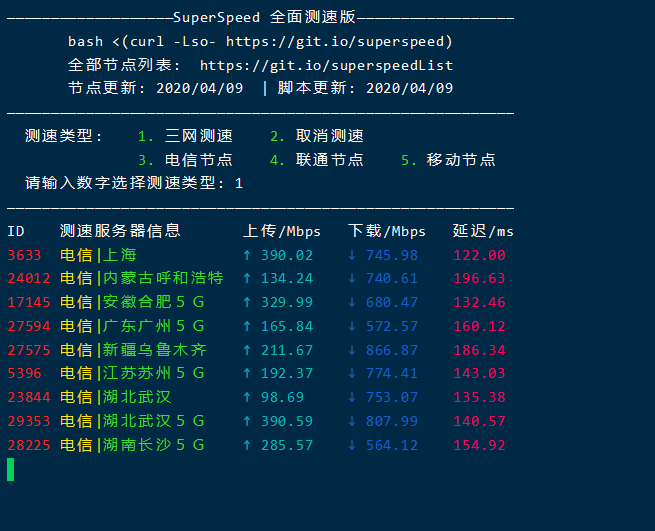 ——————————————————SuperSpeed 全面测速版——————————————————
bash <(curl -Lso- https://git.io/superspeed)
全部节点列表: https://git.io/superspeedList
节点更新: 2020/04/09 | 脚本更新: 2020/04/09
——————————————————————————————————————————————————————————
测速类型: 1. 三网测速 2. 取消测速
3. 电信节点 4. 联通节点 5. 移动节点
请输入数字选择测速类型: 1
——————————————————————————————————————————————————————————
ID 测速服务器信息 上传/Mbps 下载/Mbps 延迟/ms
3633 电信|上海 ↑ 390.02 ↓ 745.98 122.00
24012 电信|内蒙古呼和浩特 ↑ 134.24 ↓ 740.61 196.63
17145 电信|安徽合肥5G ↑ 329.99 ↓ 680.47 132.46
27594 电信|广东广州5G ↑ 165.84 ↓ 572.57 160.12
27575 电信|新疆乌鲁木齐 ↑ 211.67 ↓ 866.87 186.34
5396 电信|江苏苏州5G ↑ 192.37 ↓ 774.41 143.03
23844 电信|湖北武汉 ↑ 98.69 ↓ 753.07 135.38
29353 电信|湖北武汉5G ↑ 390.59 ↓ 807.99 140.57
28225 电信|湖南长沙5G ↑ 285.57 ↓ 564.12 154.92